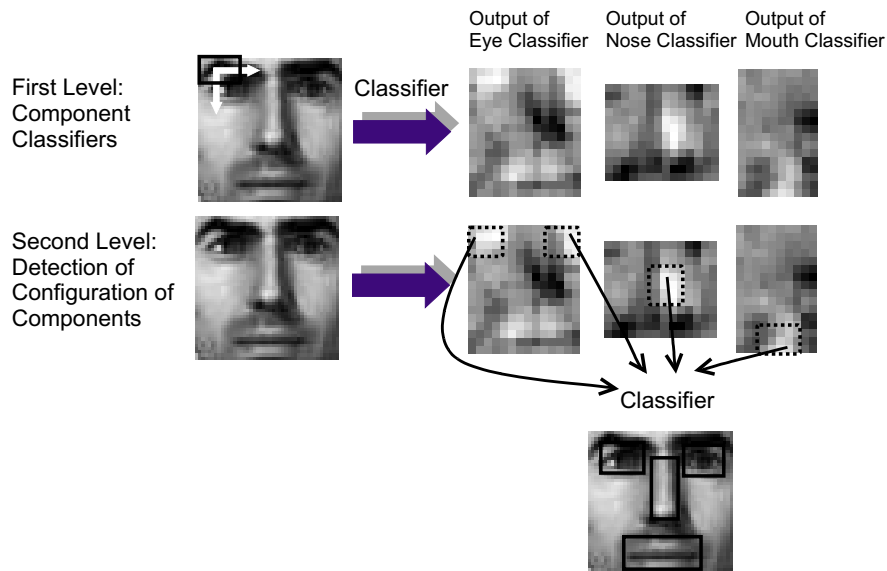 Output of
Eye Classifier
Output of
Nose Classifier
Output of
Mouth Classifier
First Level:
Component
Classifiers
Classifier
Second Level:
Detection of
Configuration of
Components
Classifier